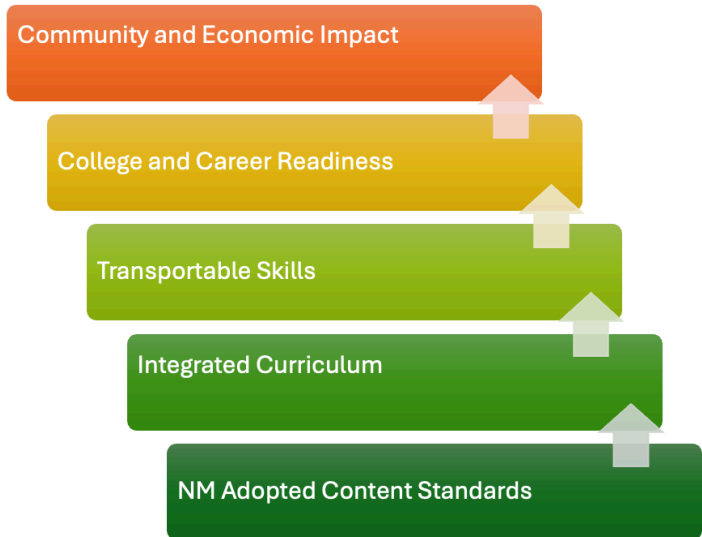 Community and Economic Impact
College and Career Readiness
Transportable Skills
Integrated Curriculum
NM Adopted Content Standards